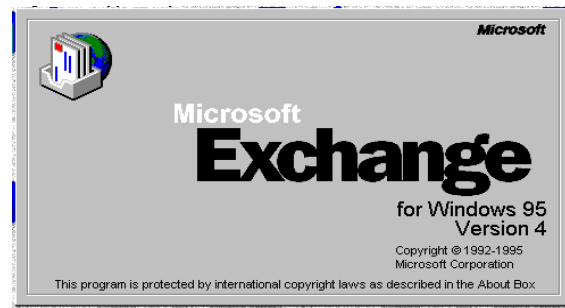 Microsoft
Microsoft
Exchange
for Windows 95
Version 4
Copyright © 1992-1995
Microsoft Corporation
This program is protected by international copyright laws as described in the About Box